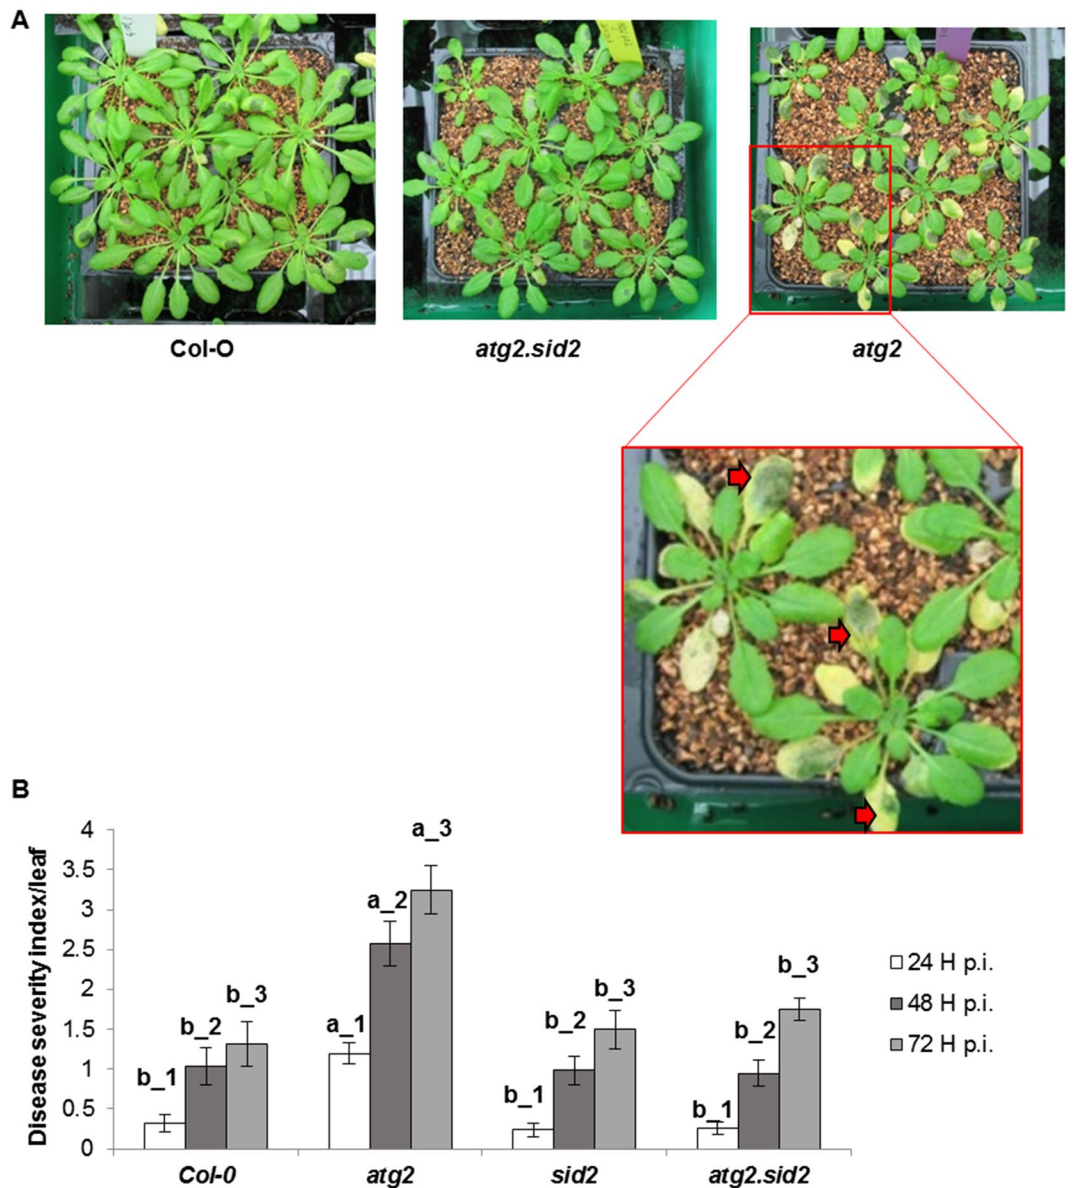 A
Col-O
atg2.sid2
atg2
B
Disease severity index/leaf
4
3.5
3
2.5
2
1.5
1
0.5
0
b_1
b_2
b_3
a_1
a_2
a_3
b_1
b_2
b_3
b_1
b_2
b_3
Col-0
atg2
sid2
atg2.sid2
24 H p.i.
48 H p.i.
72 H p.i.